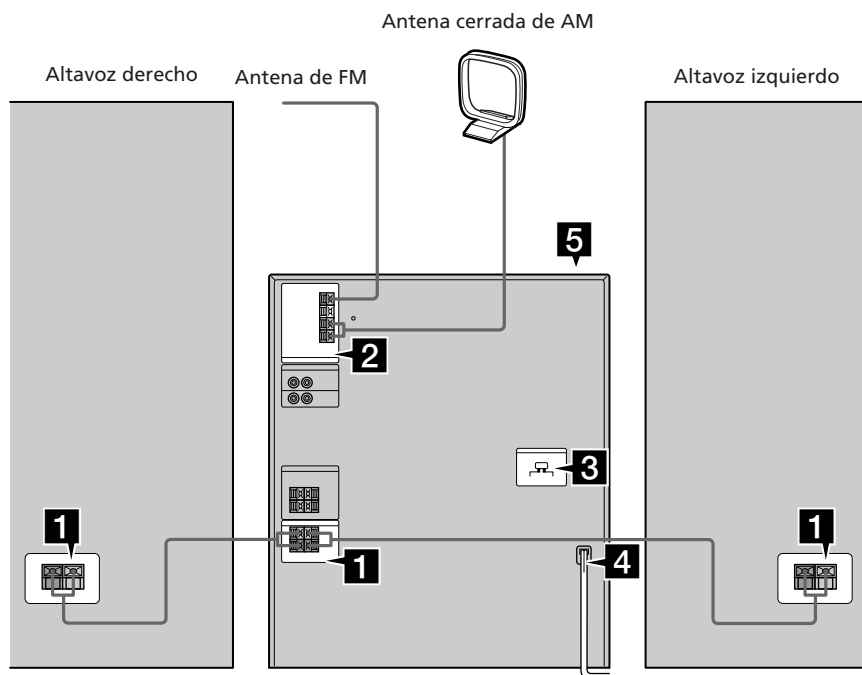 Antena cerrada de AM
Altavoz derecho
Antena de FM
Altavoz izquierdo
5
2
3
1
1
1
4